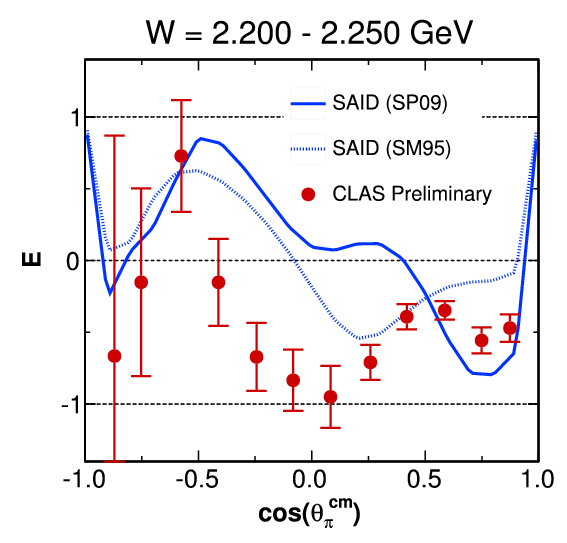 W = 2.200 - 2.250 GeV
SAID (SP09)
SAID (SM95)
CLAS Preliminary
1
0
-1
E
-1.0 -0.5 0.0 0.5 1.0
cos(θπcm)